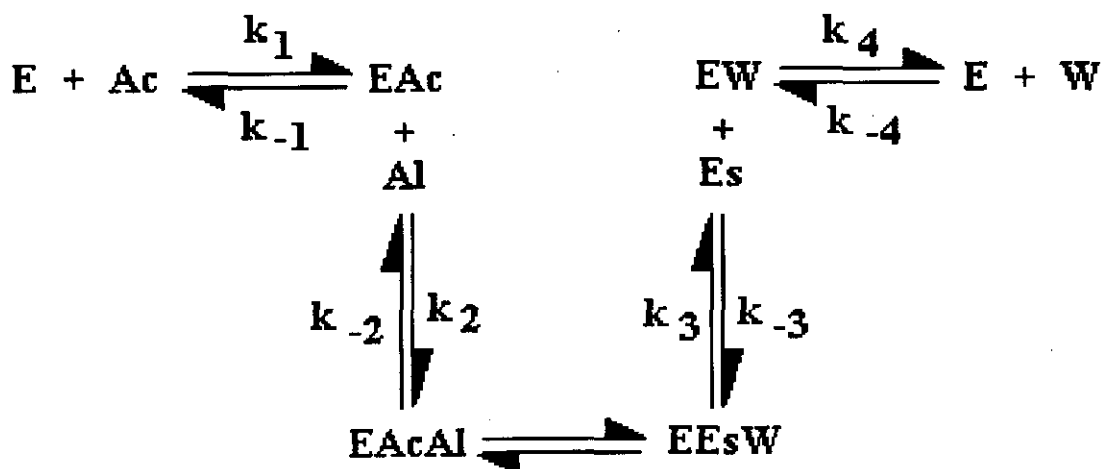 k1 k4
E + Ac EAc EW E + W
k-1 k-4
+ +
Al Es
k-2 k2 k3 k-3
EAcAl EEsW